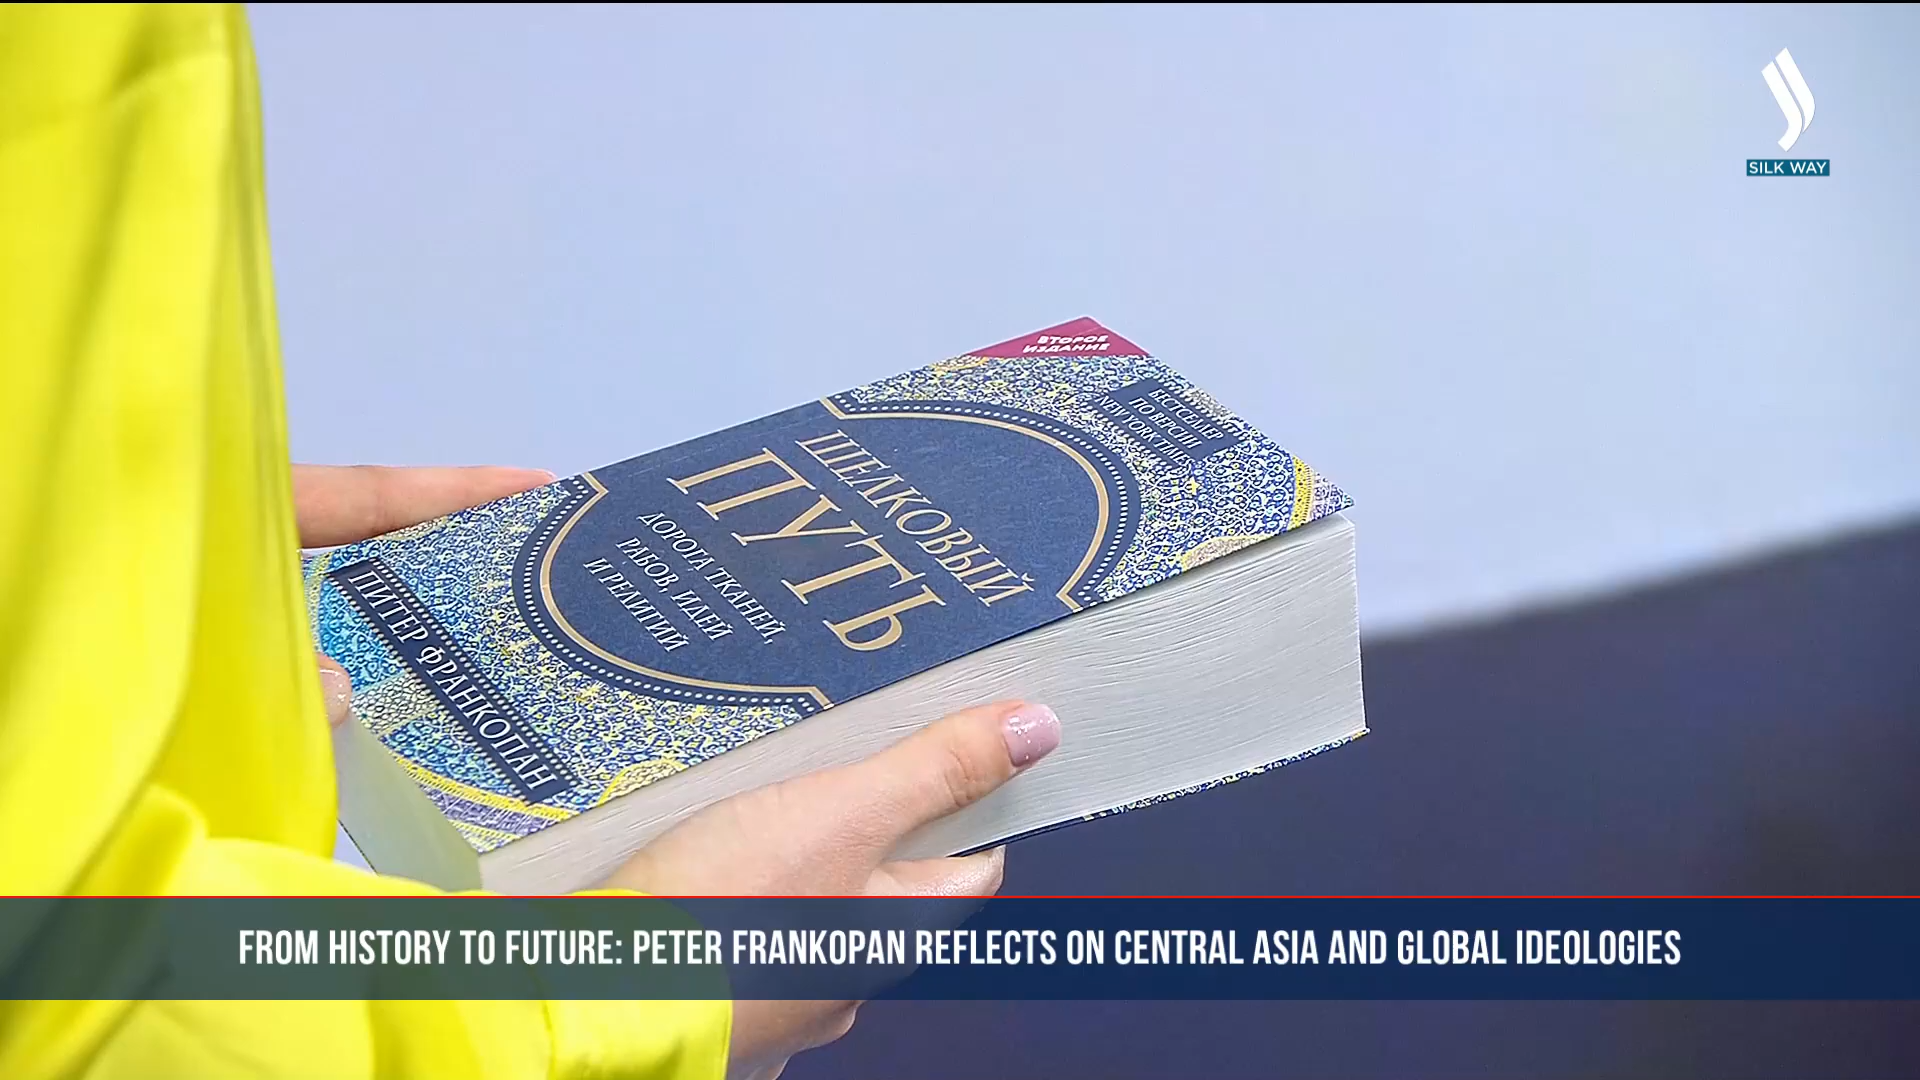 SILK WAY
ВТОРОЕ
ИЗДАНИЕ
БЕСТСЕЛЛЕР
ПО ВЕРСИИ
NEW YORK TIMES
ШЕЛКОВЫЙ
ПУТЬ
ДОРОГА ТКАНЕЙ,
РАБОВ, ИДЕЙ
И РЕЛИГИЙ
ПИТЕР ФРАНКОПАН
FROM HISTORY TO FUTURE: PETER FRANKOPAN REFLECTS ON CENTRAL ASIA AND GLOBAL IDEOLOGIES